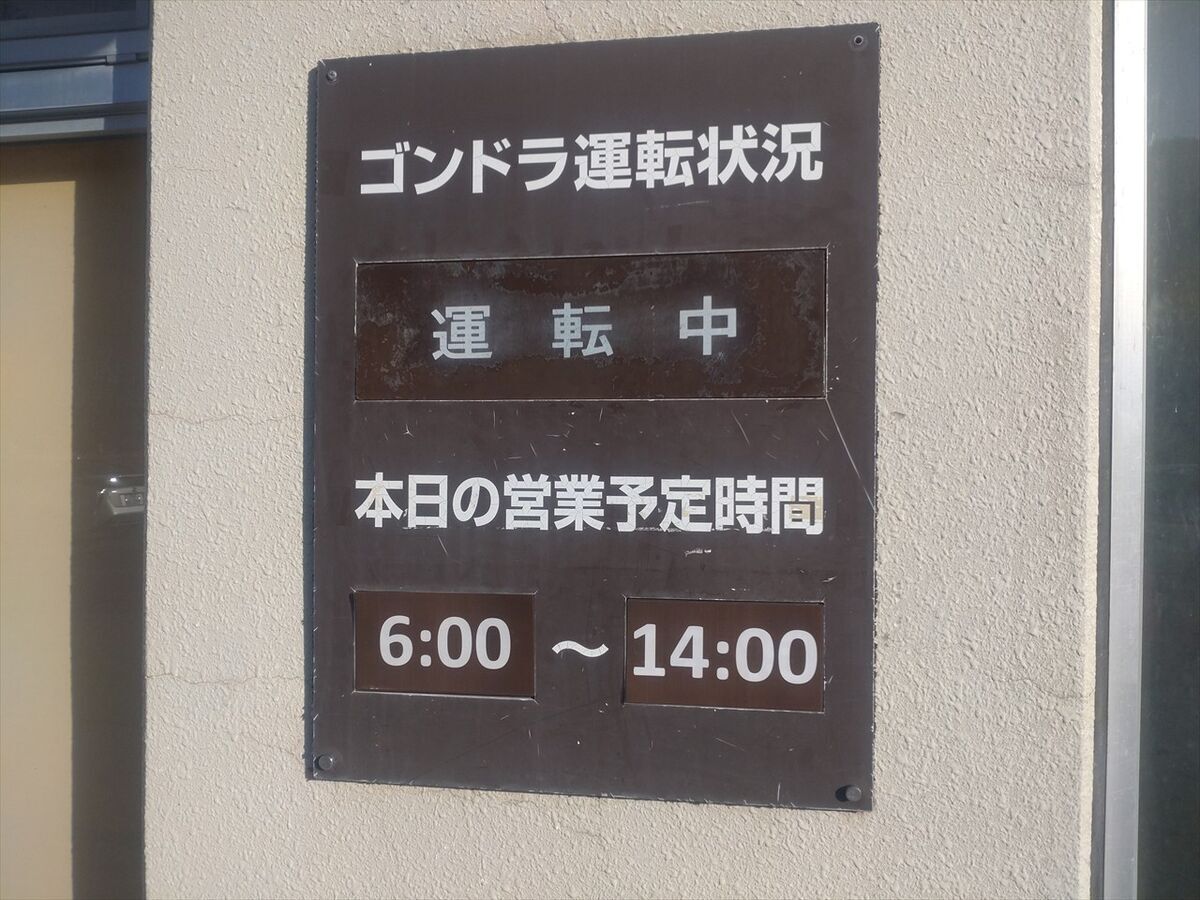 ゴンドラ運転状況
運転中
本日の営業予定時間
6:00 ～ 14:00